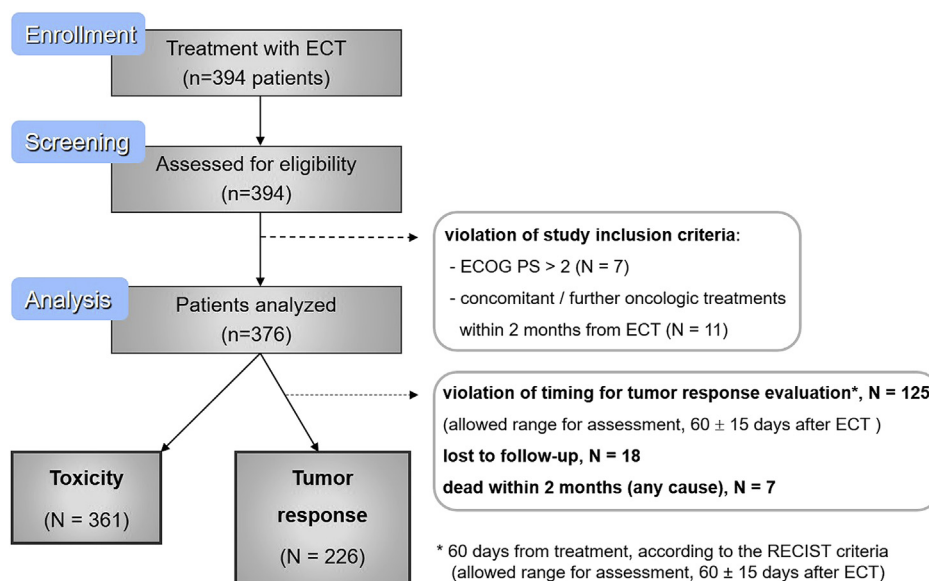 Enrollment
Treatment with ECT
(n=394 patients)
Screening
Assessed for eligibility
(n=394)
violation of study inclusion criteria:
- ECOG PS > 2 (N = 7)
- concomitant / further oncologic treatments
within 2 months from ECT (N = 11)
Analysis
Patients analyzed
(n=376)
violation of timing for tumor response evaluation*, N = 125
(allowed range for assessment, 60 ± 15 days after ECT )
lost to follow-up, N = 18
dead within 2 months (any cause), N = 7
Toxicity
(N = 361)
Tumor
response
(N = 226)
* 60 days from treatment, according to the RECIST criteria
(allowed range for assessment, 60 ± 15 days after ECT)